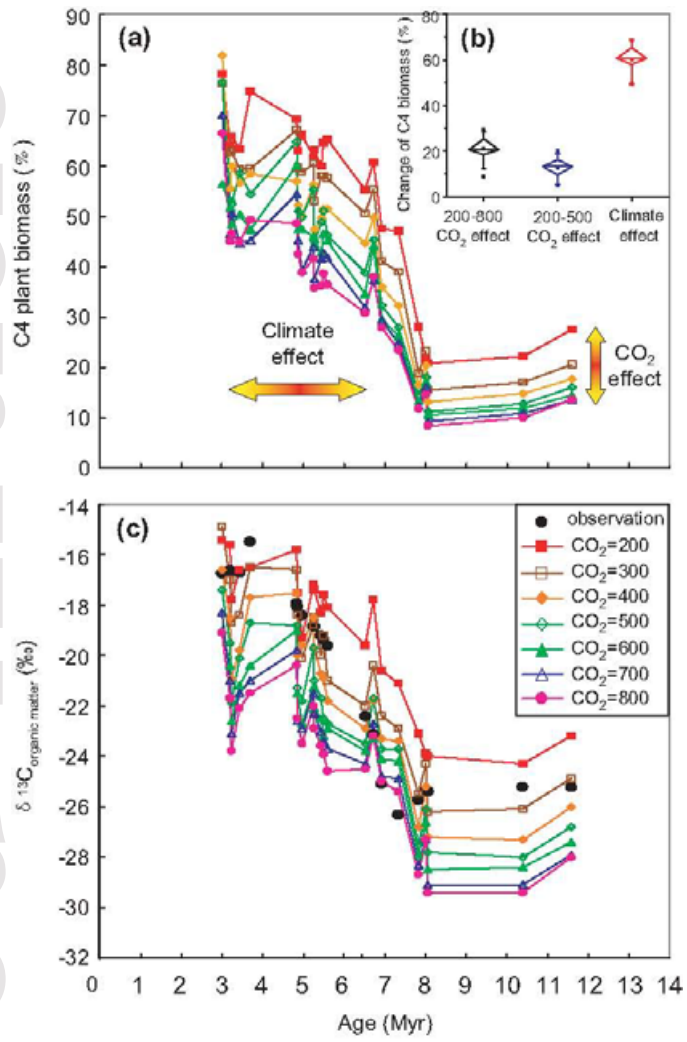 (a)
(b)
C4 plant biomass (%)
90
80
70
60
50
40
30
20
10
0
Change of C4 biomass (%)
80
60
40
20
0
200-800
CO2 effect
200-500
CO2 effect
Climate
effect
Climate
effect
CO2
effect
(c)
δ 13C organic matter (‰)
-14
-16
-18
-20
-22
-24
-26
-28
-30
-32
observation
CO2=200
CO2=300
CO2=400
CO2=500
CO2=600
CO2=700
CO2=800
0 1 2 3 4 5 6 7 8 9 10 11 12 13 14
Age (Myr)